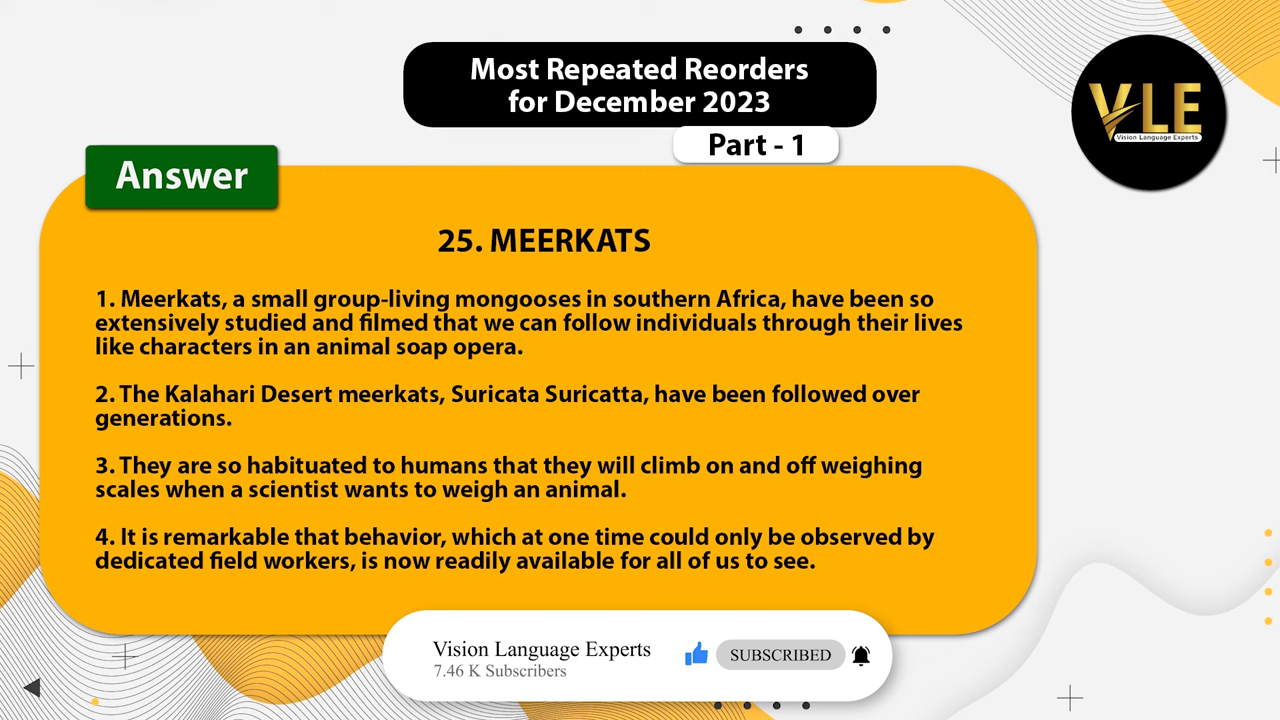 Most Repeated Reorders
for December 2023
Part - 1
VLE
Vision Language Experts
Answer
25. MEERKATS
1. Meerkats, a small group-living mongooses in southern Africa, have been so
extensively studied and filmed that we can follow individuals through their lives
like characters in an animal soap opera.
2. The Kalahari Desert meerkats, Suricata Suricatta, have been followed over
generations.
3. They are so habituated to humans that they will climb on and off weighing
scales when a scientist wants to weigh an animal.
4. It is remarkable that behavior, which at one time could only be observed by
dedicated field workers, is now readily available for all of us to see.
Vision Language Experts
7.46 K Subscribers
SUBSCRIBED